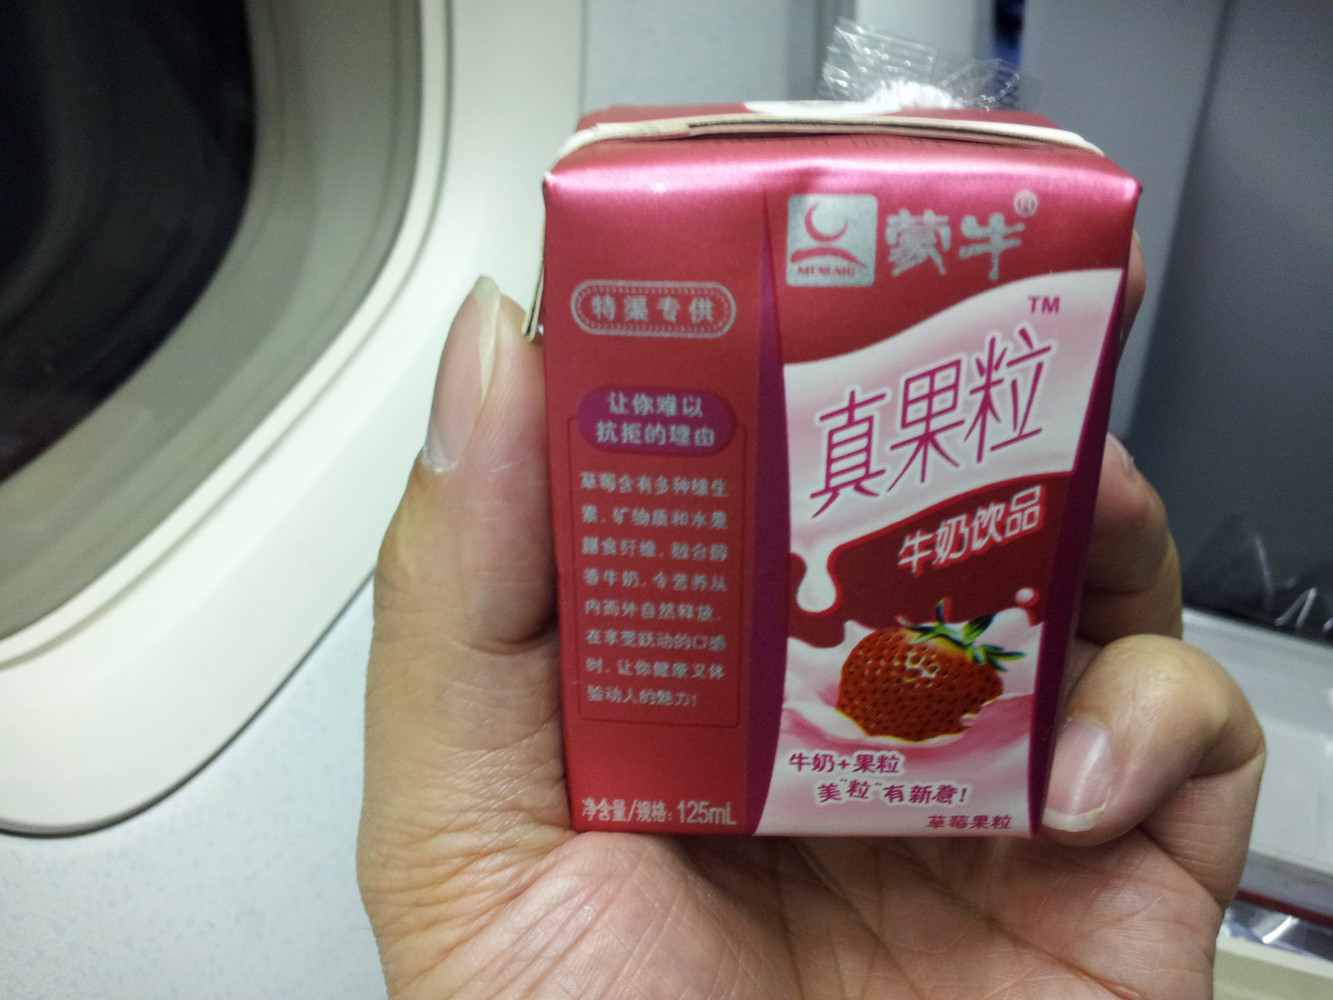 特渠专供
让你难以
抗拒的理由
草莓含有多种维生
素,矿物质和水果
膳食纤维,融合醇
香牛奶,令营养从
内而外自然释放,
在享受跃动的口感
时,让你健康又体
验动人的魅力!
净含量/规格:125mL
MENGNIU
蒙牛®
TM
真果粒
牛奶饮品
牛奶+果粒
美“粒”有新意!
草莓果粒